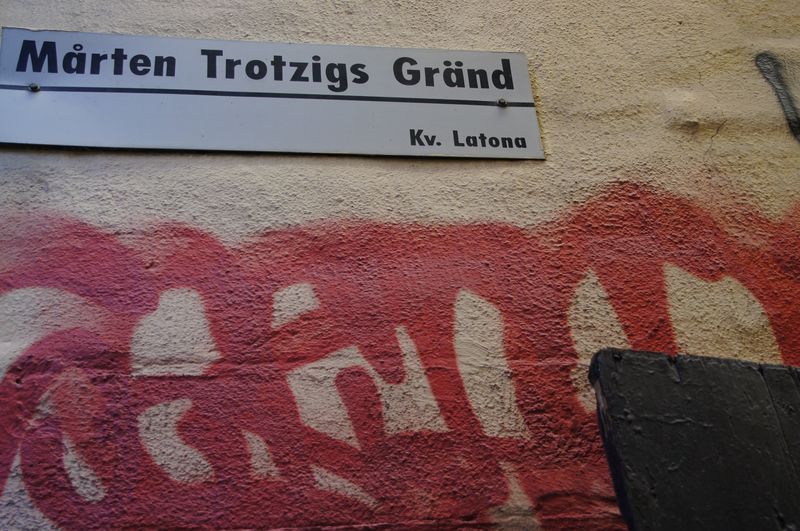 Mårten Trotzigs Gränd
Kv. Latona